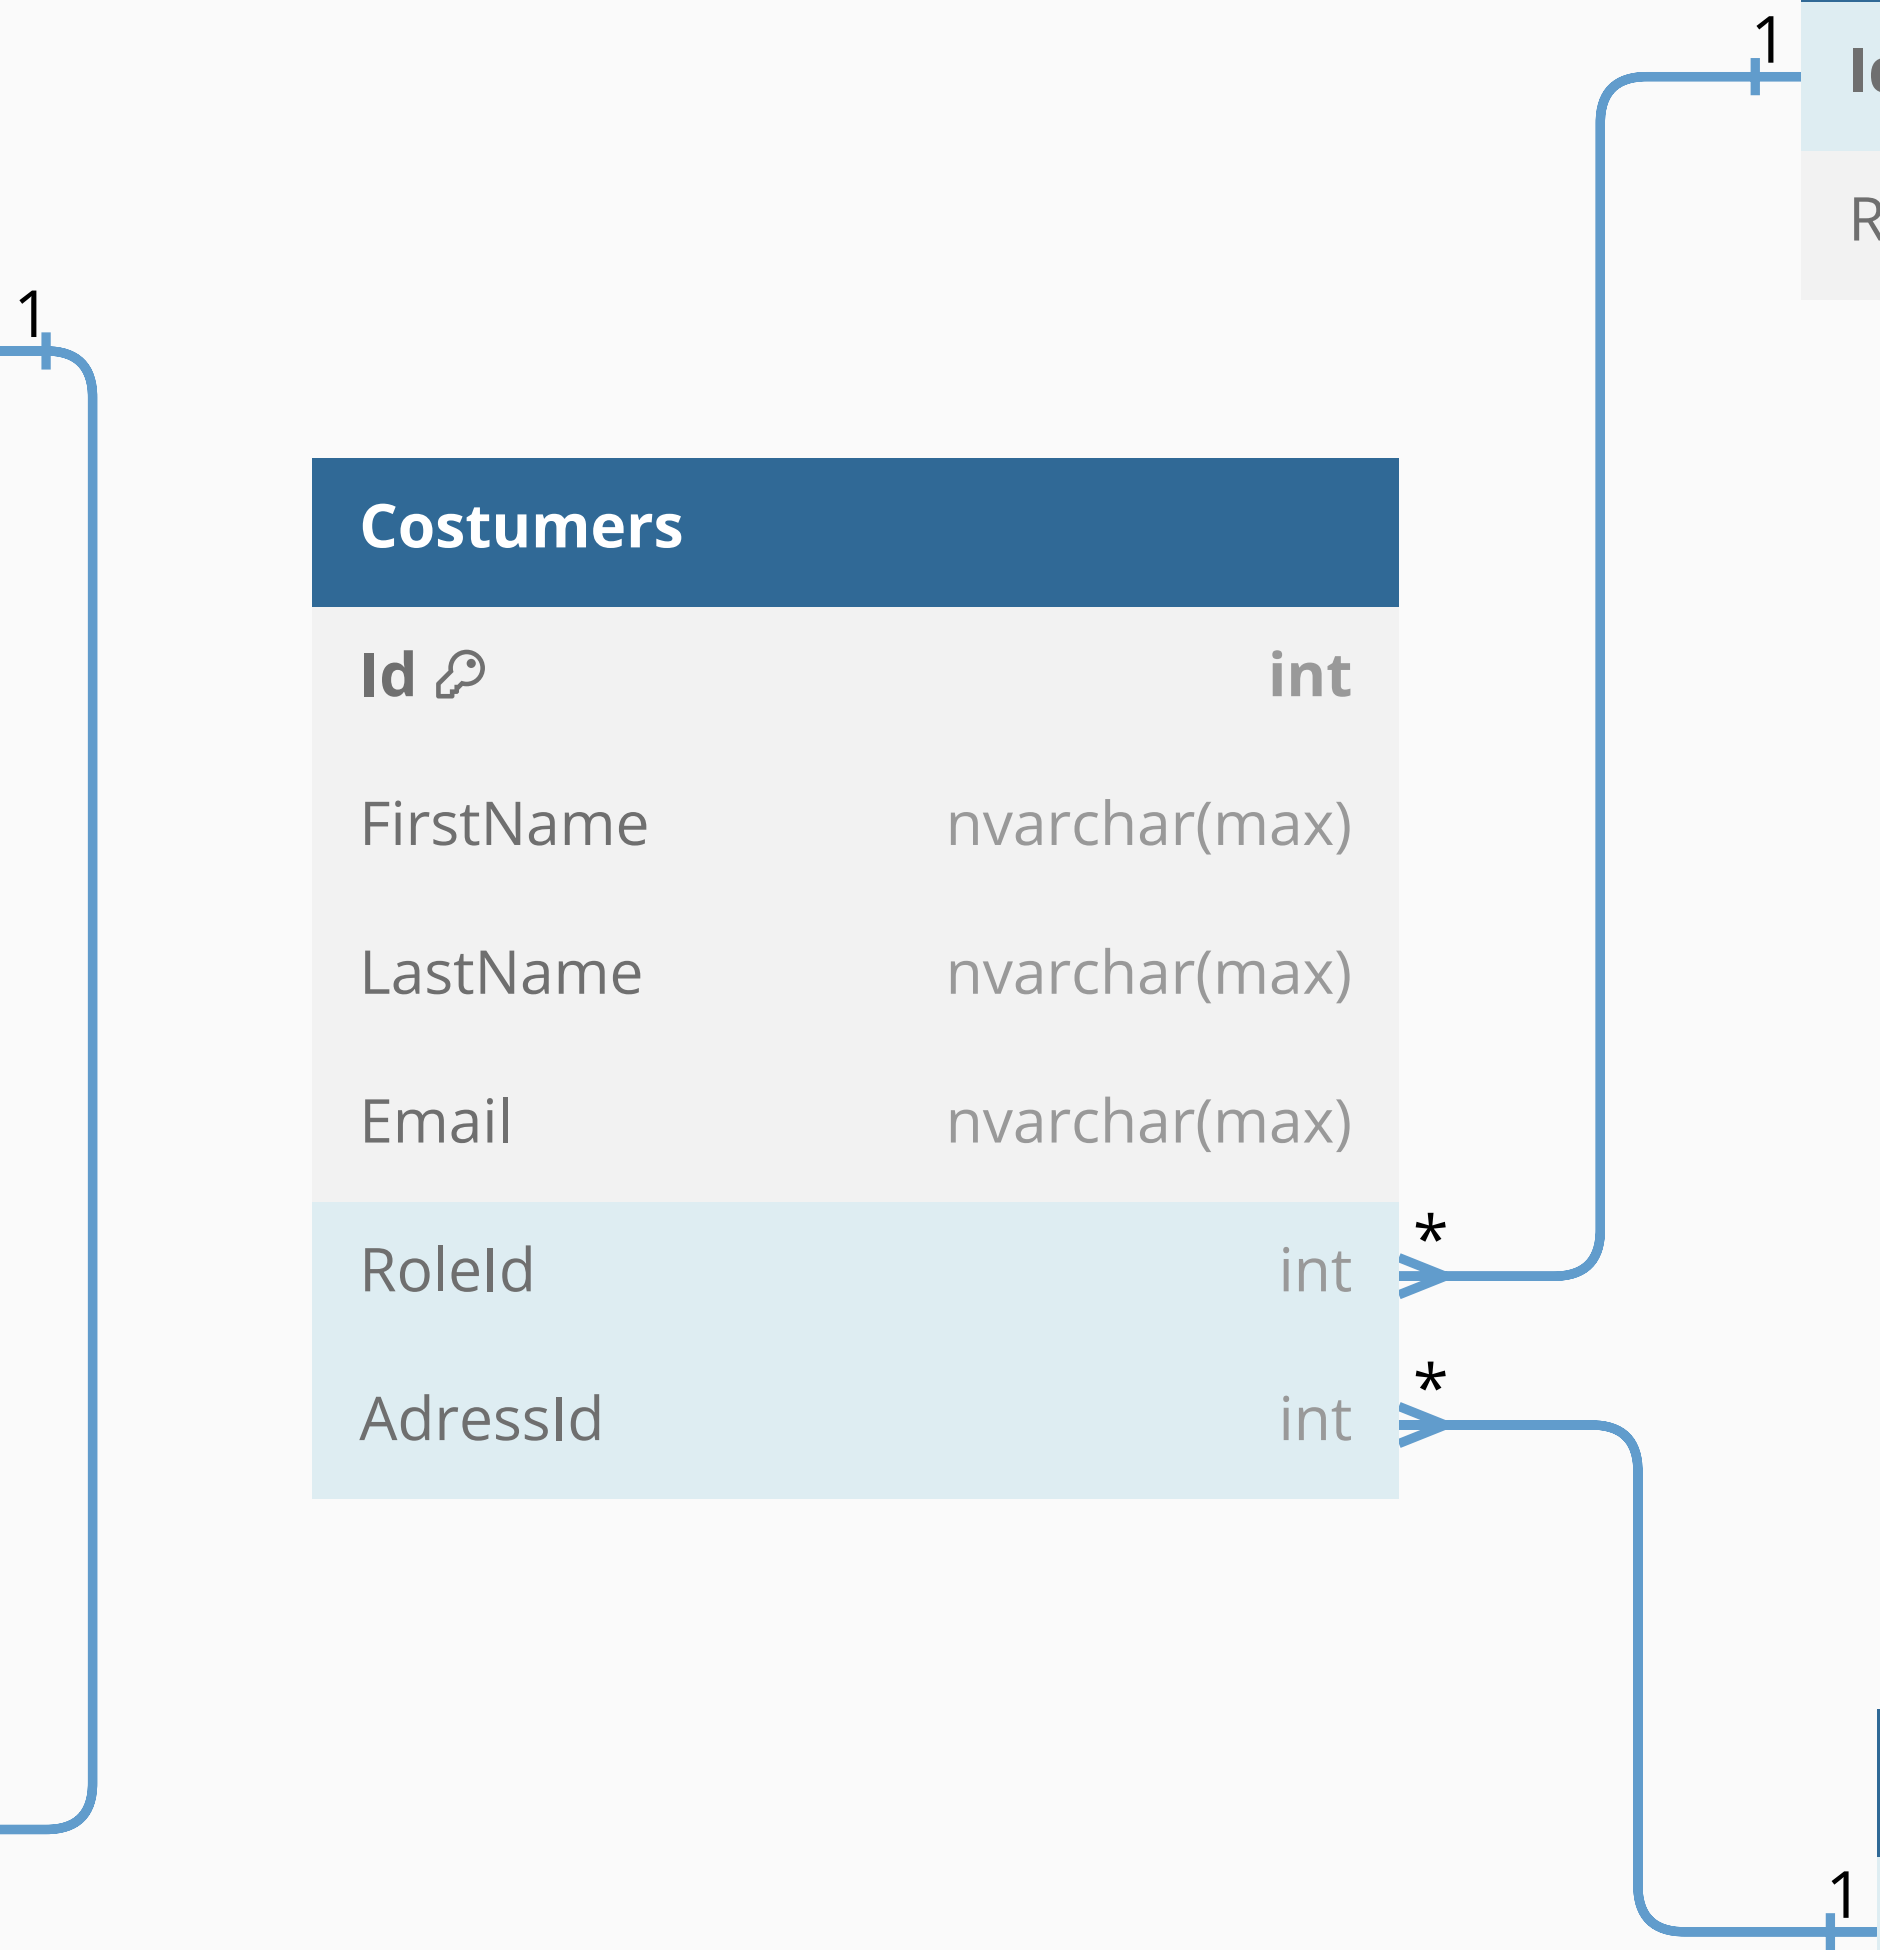 1
1
Costumers
Id int
FirstName nvarchar(max)
LastName nvarchar(max)
Email nvarchar(max)
RoleId int *
AdressId int *
1